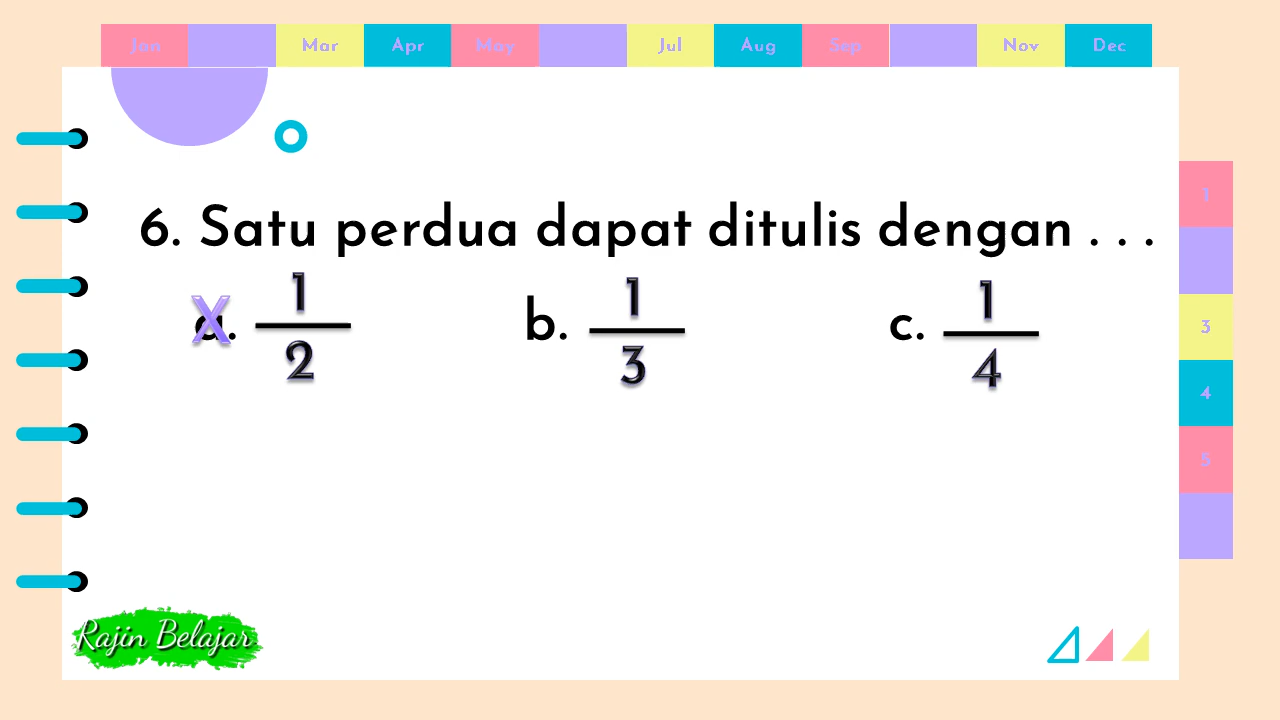 Jan Mar Apr May Jul Aug Sep Nov Dec
6. Satu perdua dapat ditulis dengan . . .
a. 1/2 b. 1/3 c. 1/4
X
1
3
4
5
Rajin Belajar